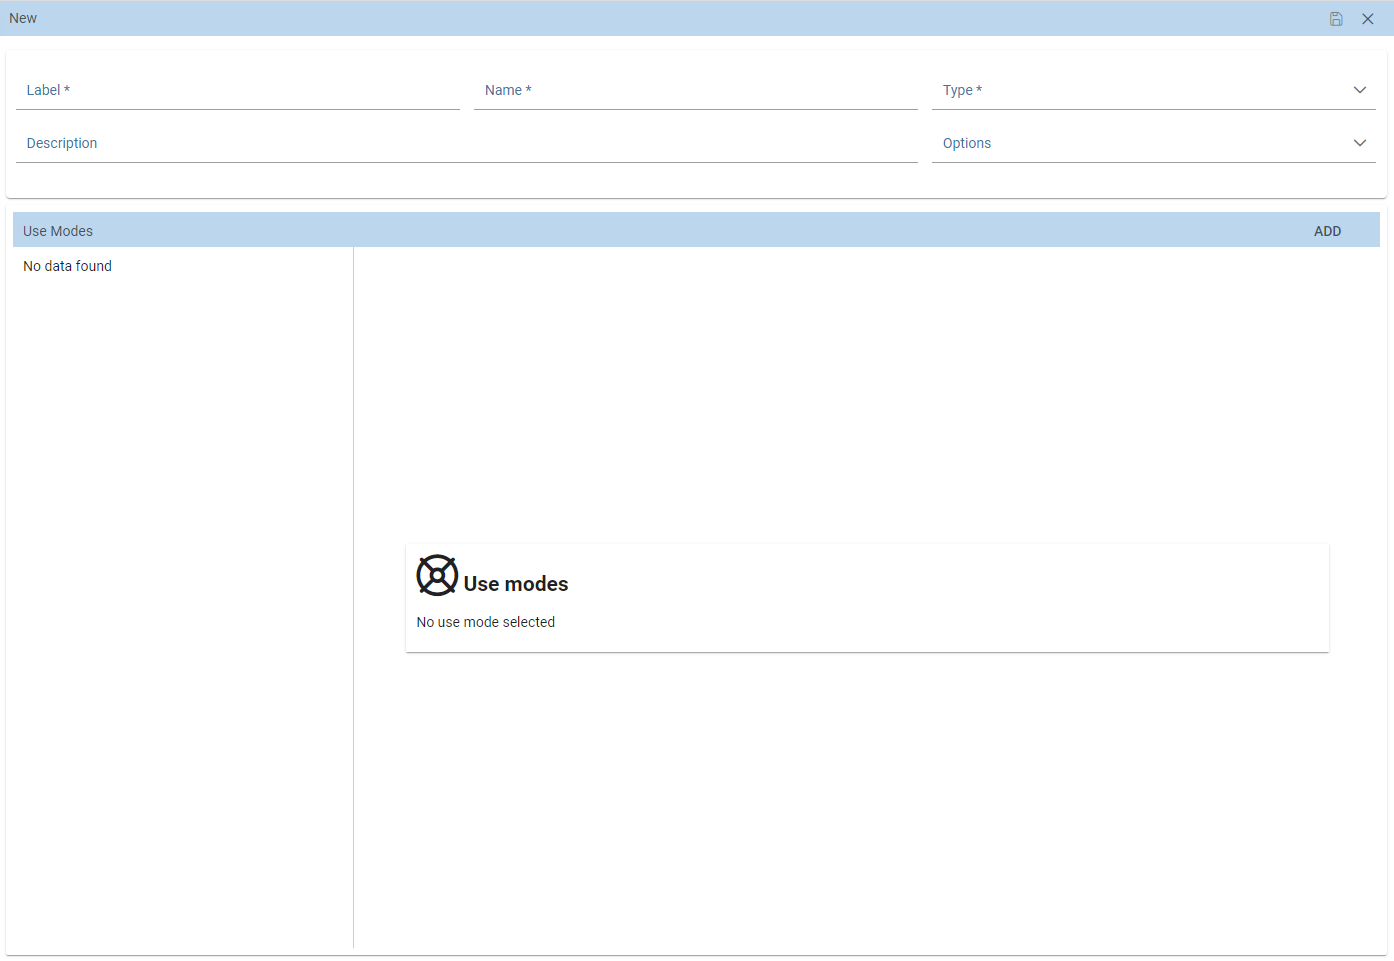 New
Label *
Name *
Type *
Description
Options
Use Modes
ADD
No data found
Use modes
No use mode selected